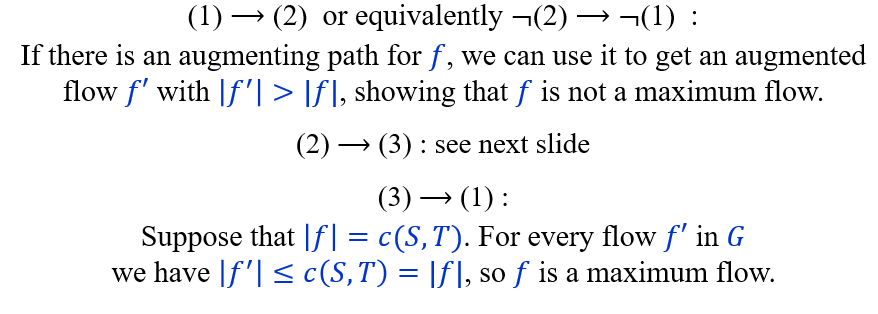 (1) ⟶ (2) or equivalently ¬(2) ⟶ ¬(1) :
If there is an augmenting path for f, we can use it to get an augmented
flow f′ with |f′| > |f|, showing that f is not a maximum flow.
(2) ⟶ (3) : see next slide
(3) ⟶ (1) :
Suppose that |f| = c(S, T). For every flow f′ in G
we have |f′| ≤ c(S, T) = |f|, so f is a maximum flow.